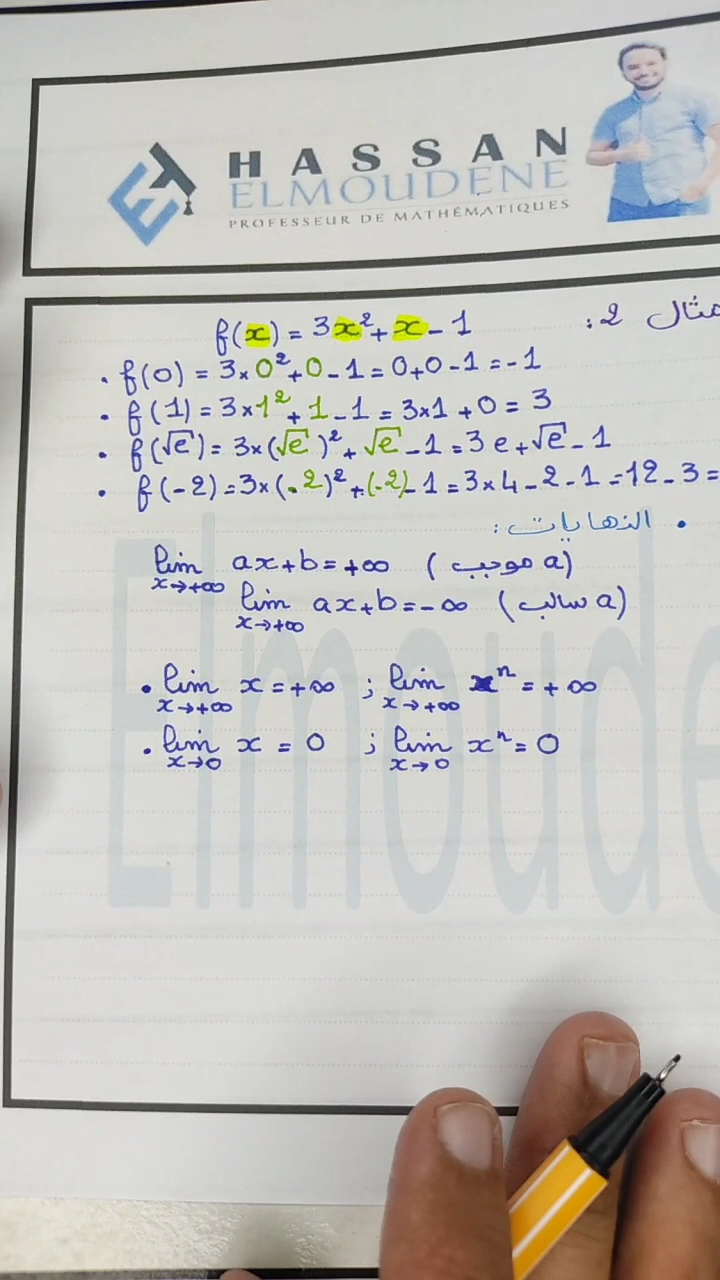 HASSAN
ELMOUDENE
PROFESSEUR DE MATHÉMATIQUES
مثال 2:
f(x) = 3x² + x - 1
• f(0) = 3×0² + 0 - 1 = 0 + 0 - 1 = -1
• f(1) = 3×1² + 1 - 1 = 3×1 + 0 = 3
• f(√e) = 3×(√e)² + √e - 1 = 3e + √e - 1
• f(-2) = 3×(-2)² + (-2) - 1 = 3×4 - 2 - 1 = 12 - 3 =
• النهايات:
lim x→+∞ ax+b = +∞ (a موجب)
lim x→+∞ ax+b = -∞ (a سالب)
• lim x→+∞ x = +∞ ; lim x→+∞ xⁿ = +∞
• lim x→0 x = 0 ; lim x→0 xⁿ = 0
Elmoude